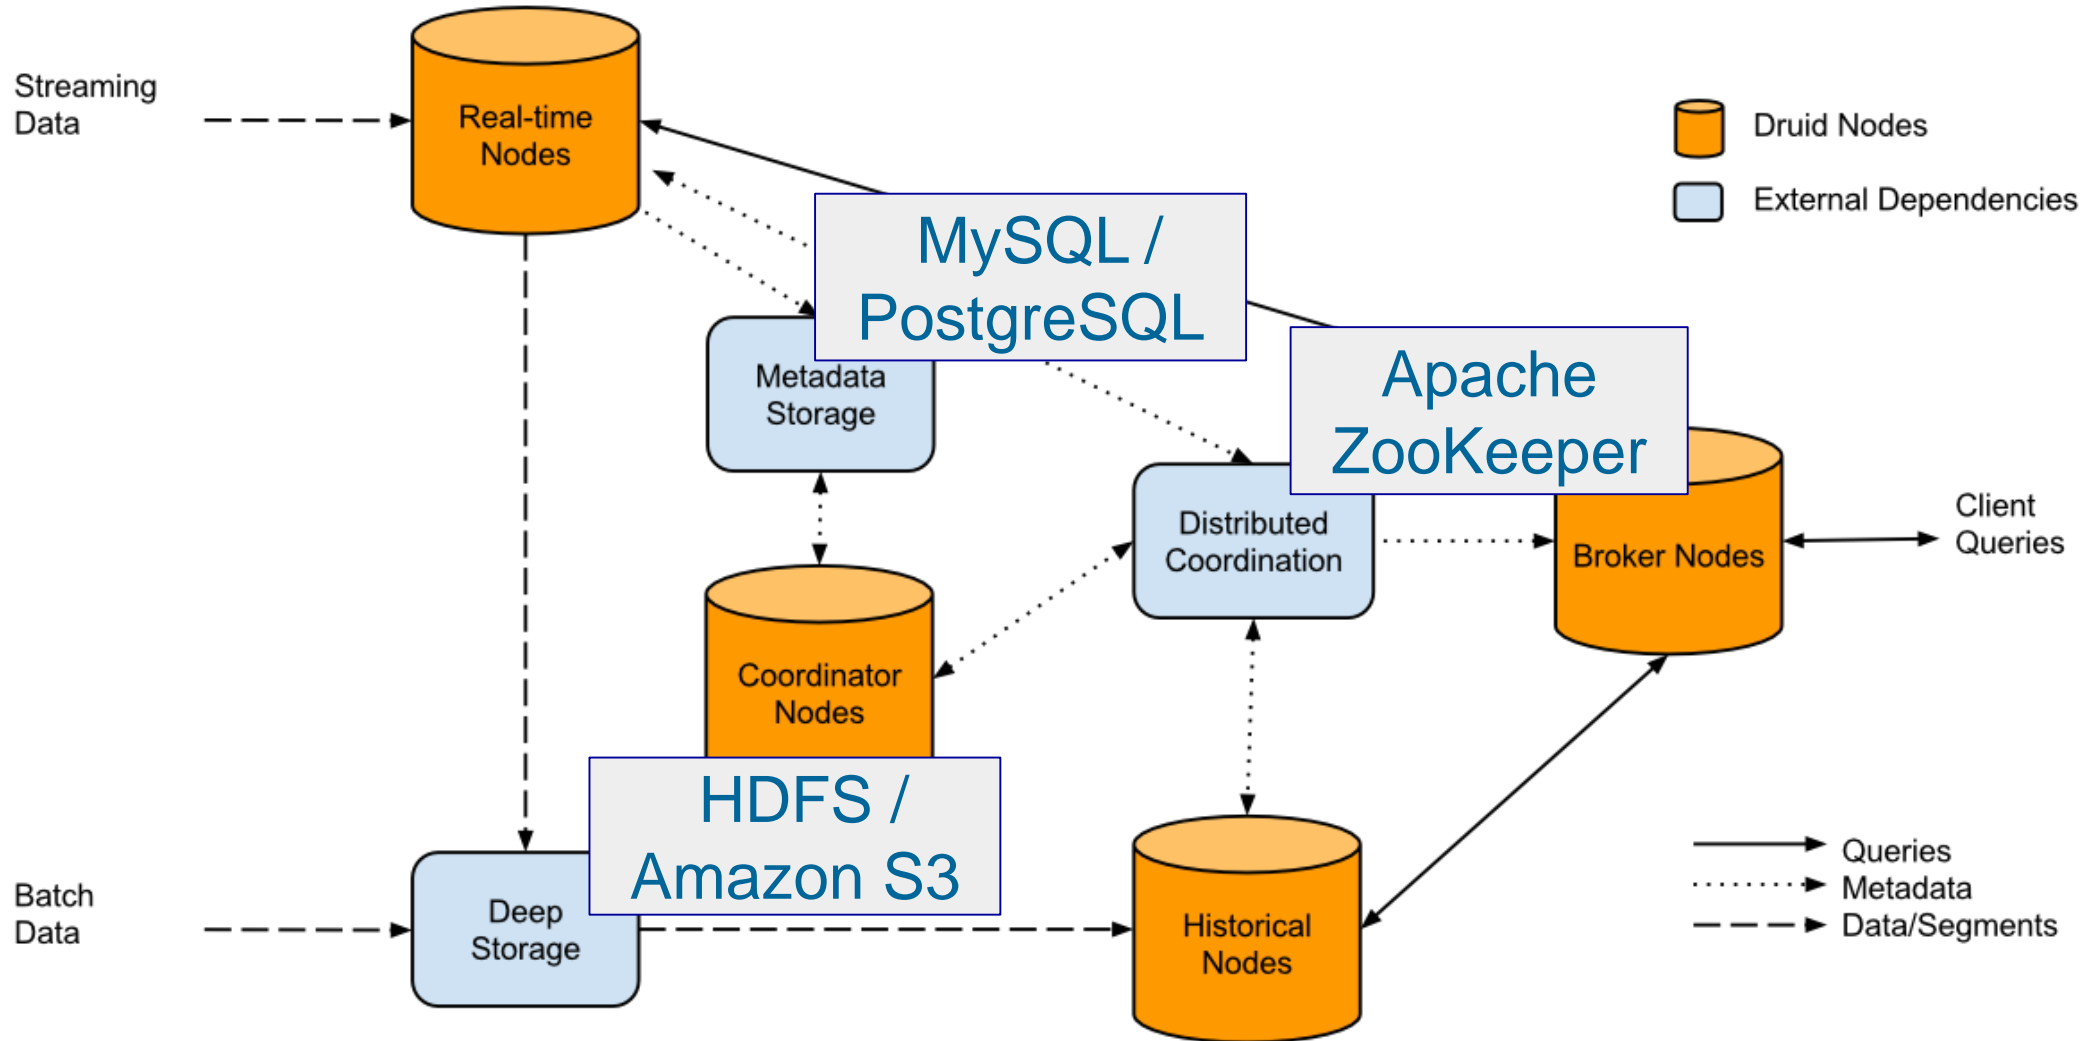 Streaming
Data
Real-time
Nodes
Druid Nodes
External Dependencies
MySQL /
PostgreSQL
Metadata
Storage
Apache
ZooKeeper
Distributed
Coordination
Broker Nodes
Client
Queries
Coordinator
Nodes
HDFS /
Amazon S3
Batch
Data
Deep
Storage
Historical
Nodes
Queries
Metadata
Data/Segments